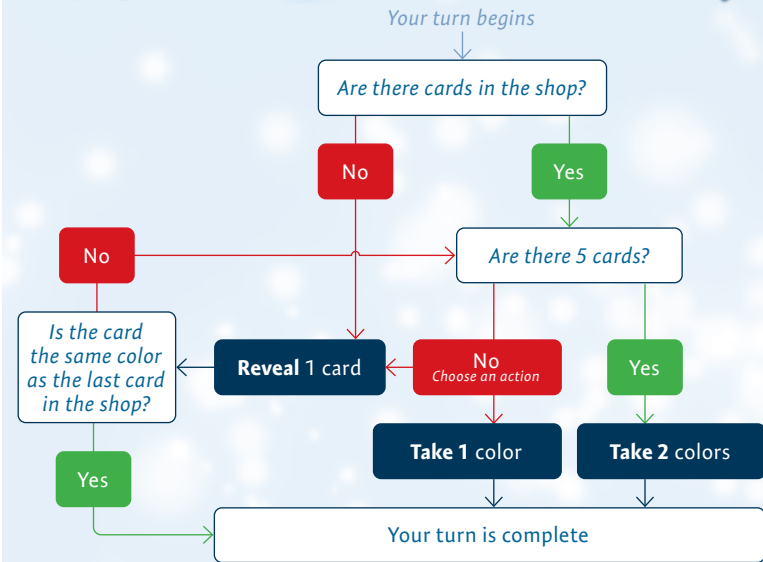 Your turn begins
Are there cards in the shop?
No
Yes
No
Are there 5 cards?
Is the card
the same color
as the last card
in the shop?
Reveal 1 card
No
Choose an action
Yes
Take 1 color
Take 2 colors
Yes
Your turn is complete